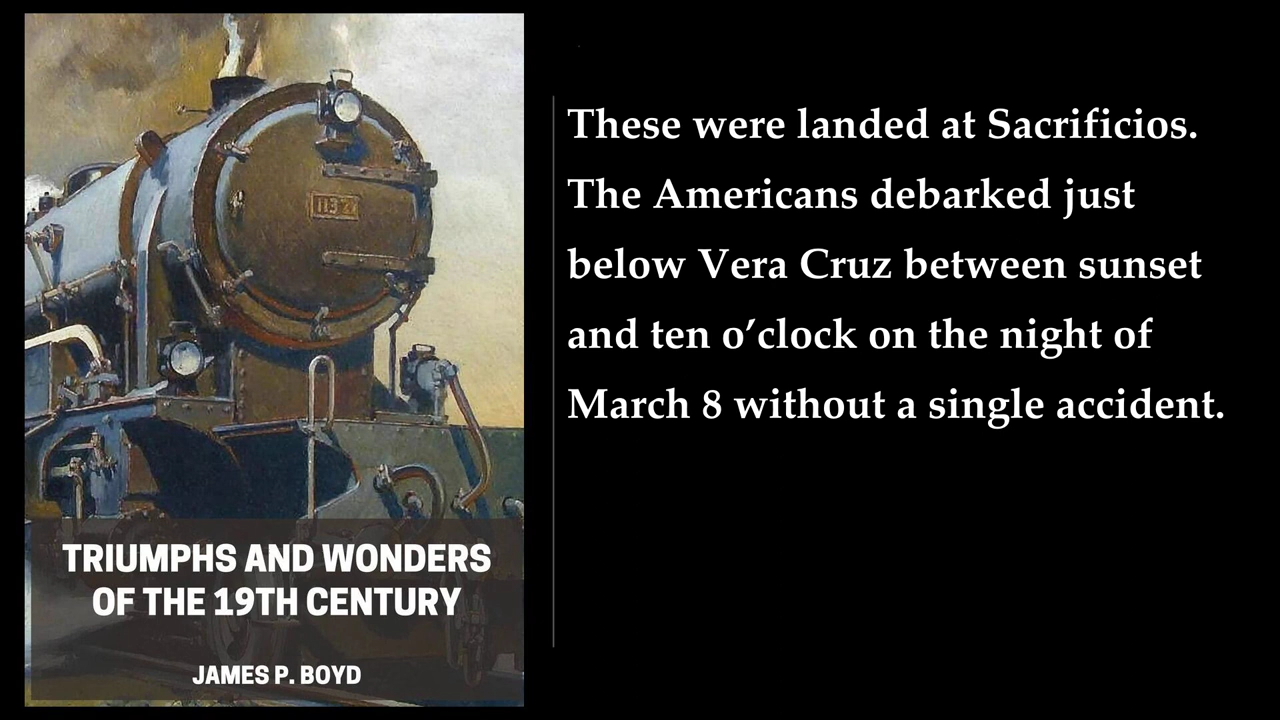 These were landed at Sacrificios.
The Americans debarked just
below Vera Cruz between sunset
and ten o’clock on the night of
March 8 without a single accident.
TRIUMPHS AND WONDERS
OF THE 19TH CENTURY
JAMES P. BOYD